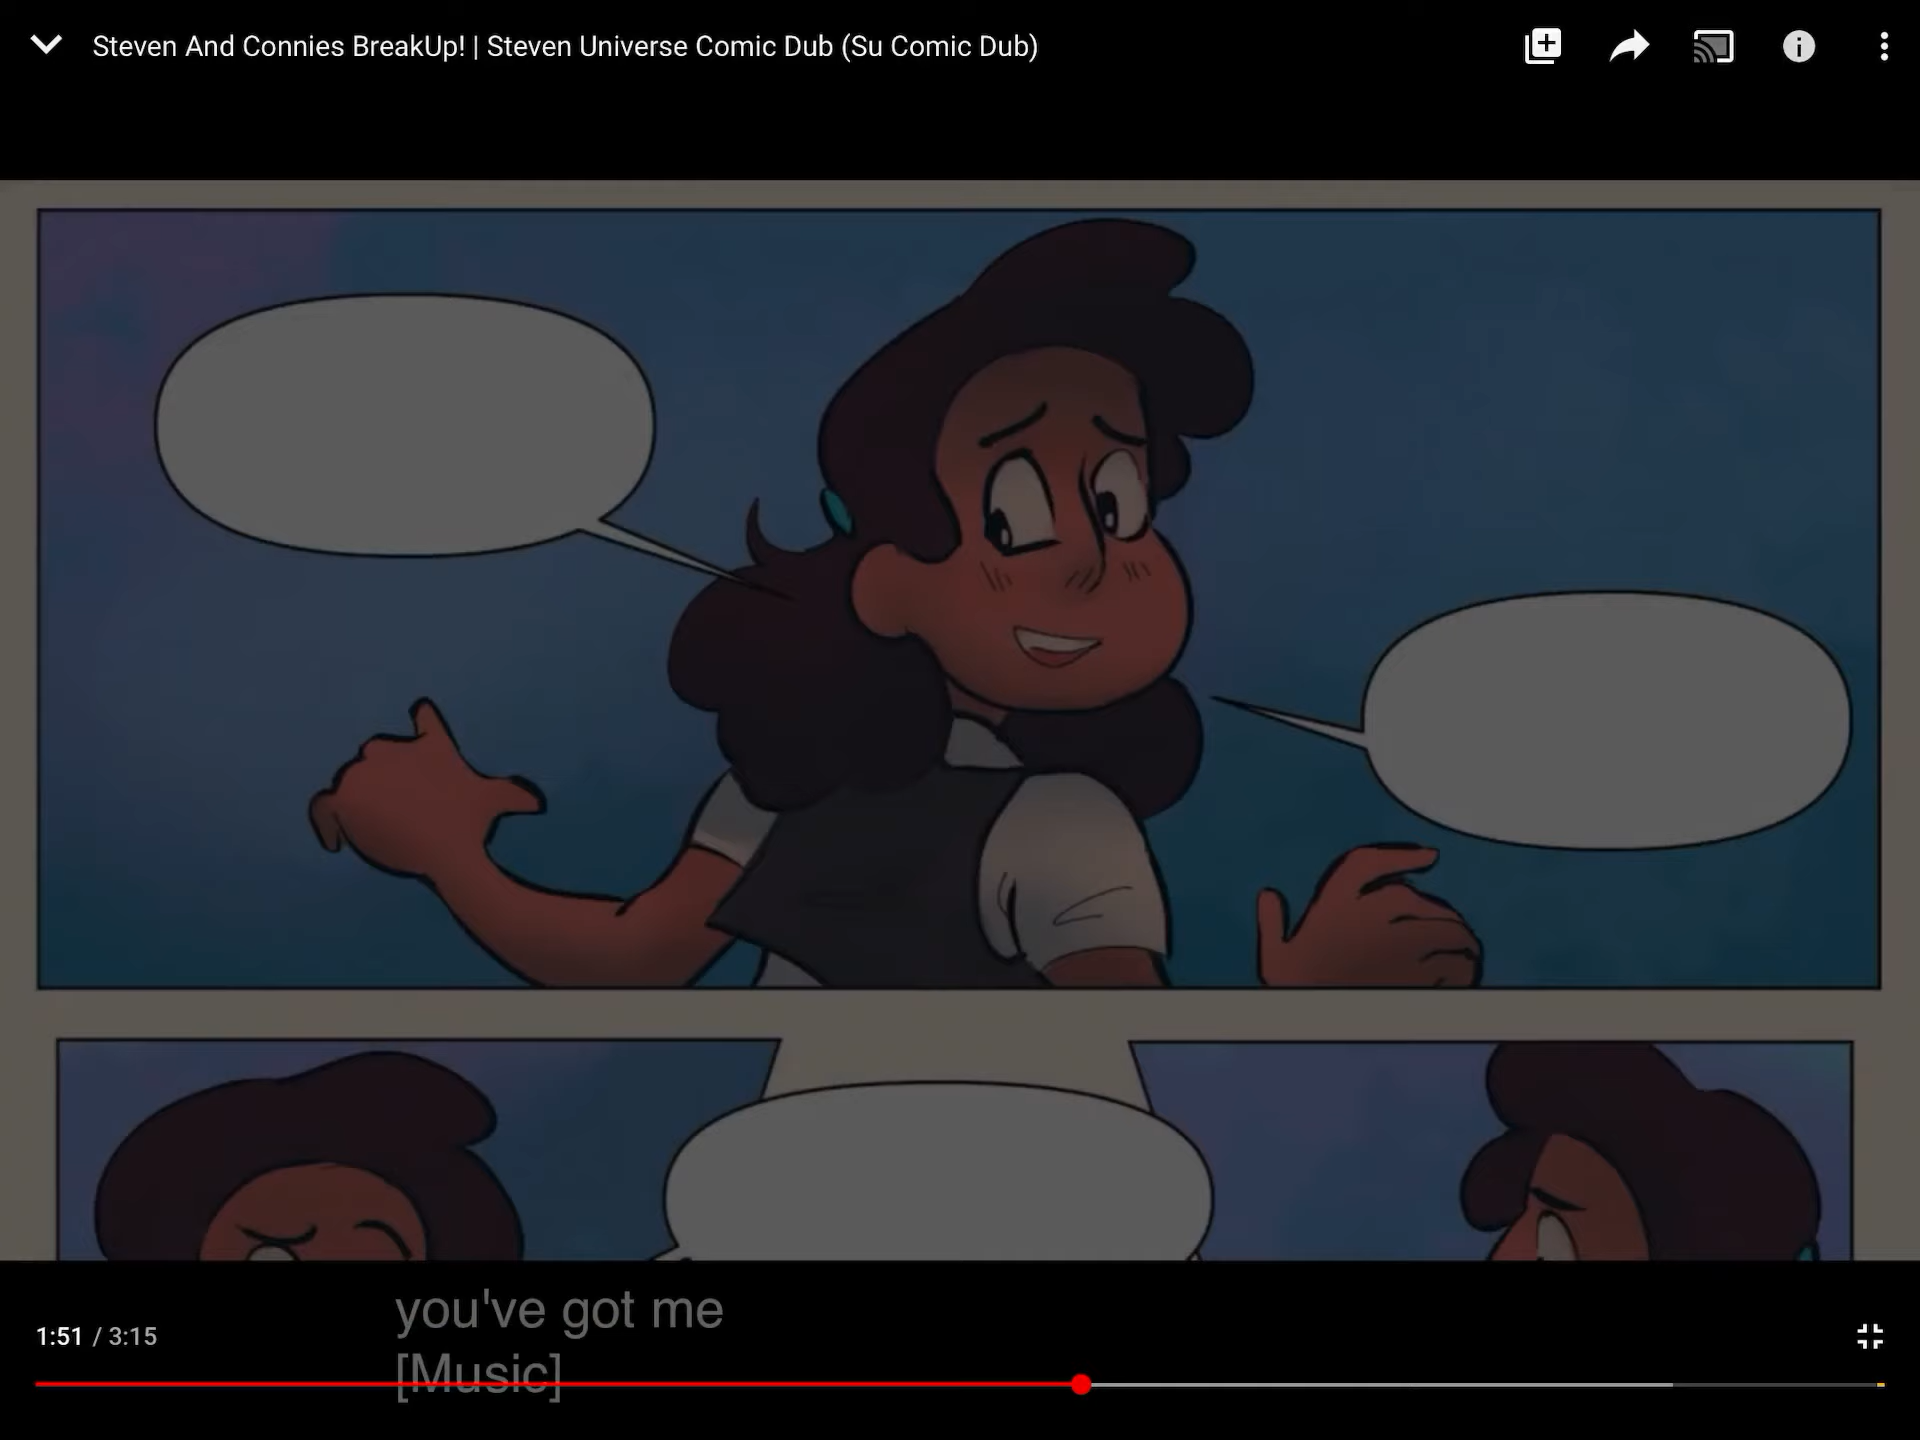 Steven And Connies BreakUp! | Steven Universe Comic Dub (Su Comic Dub)
you've got me
1:51 / 3:15
[Music]